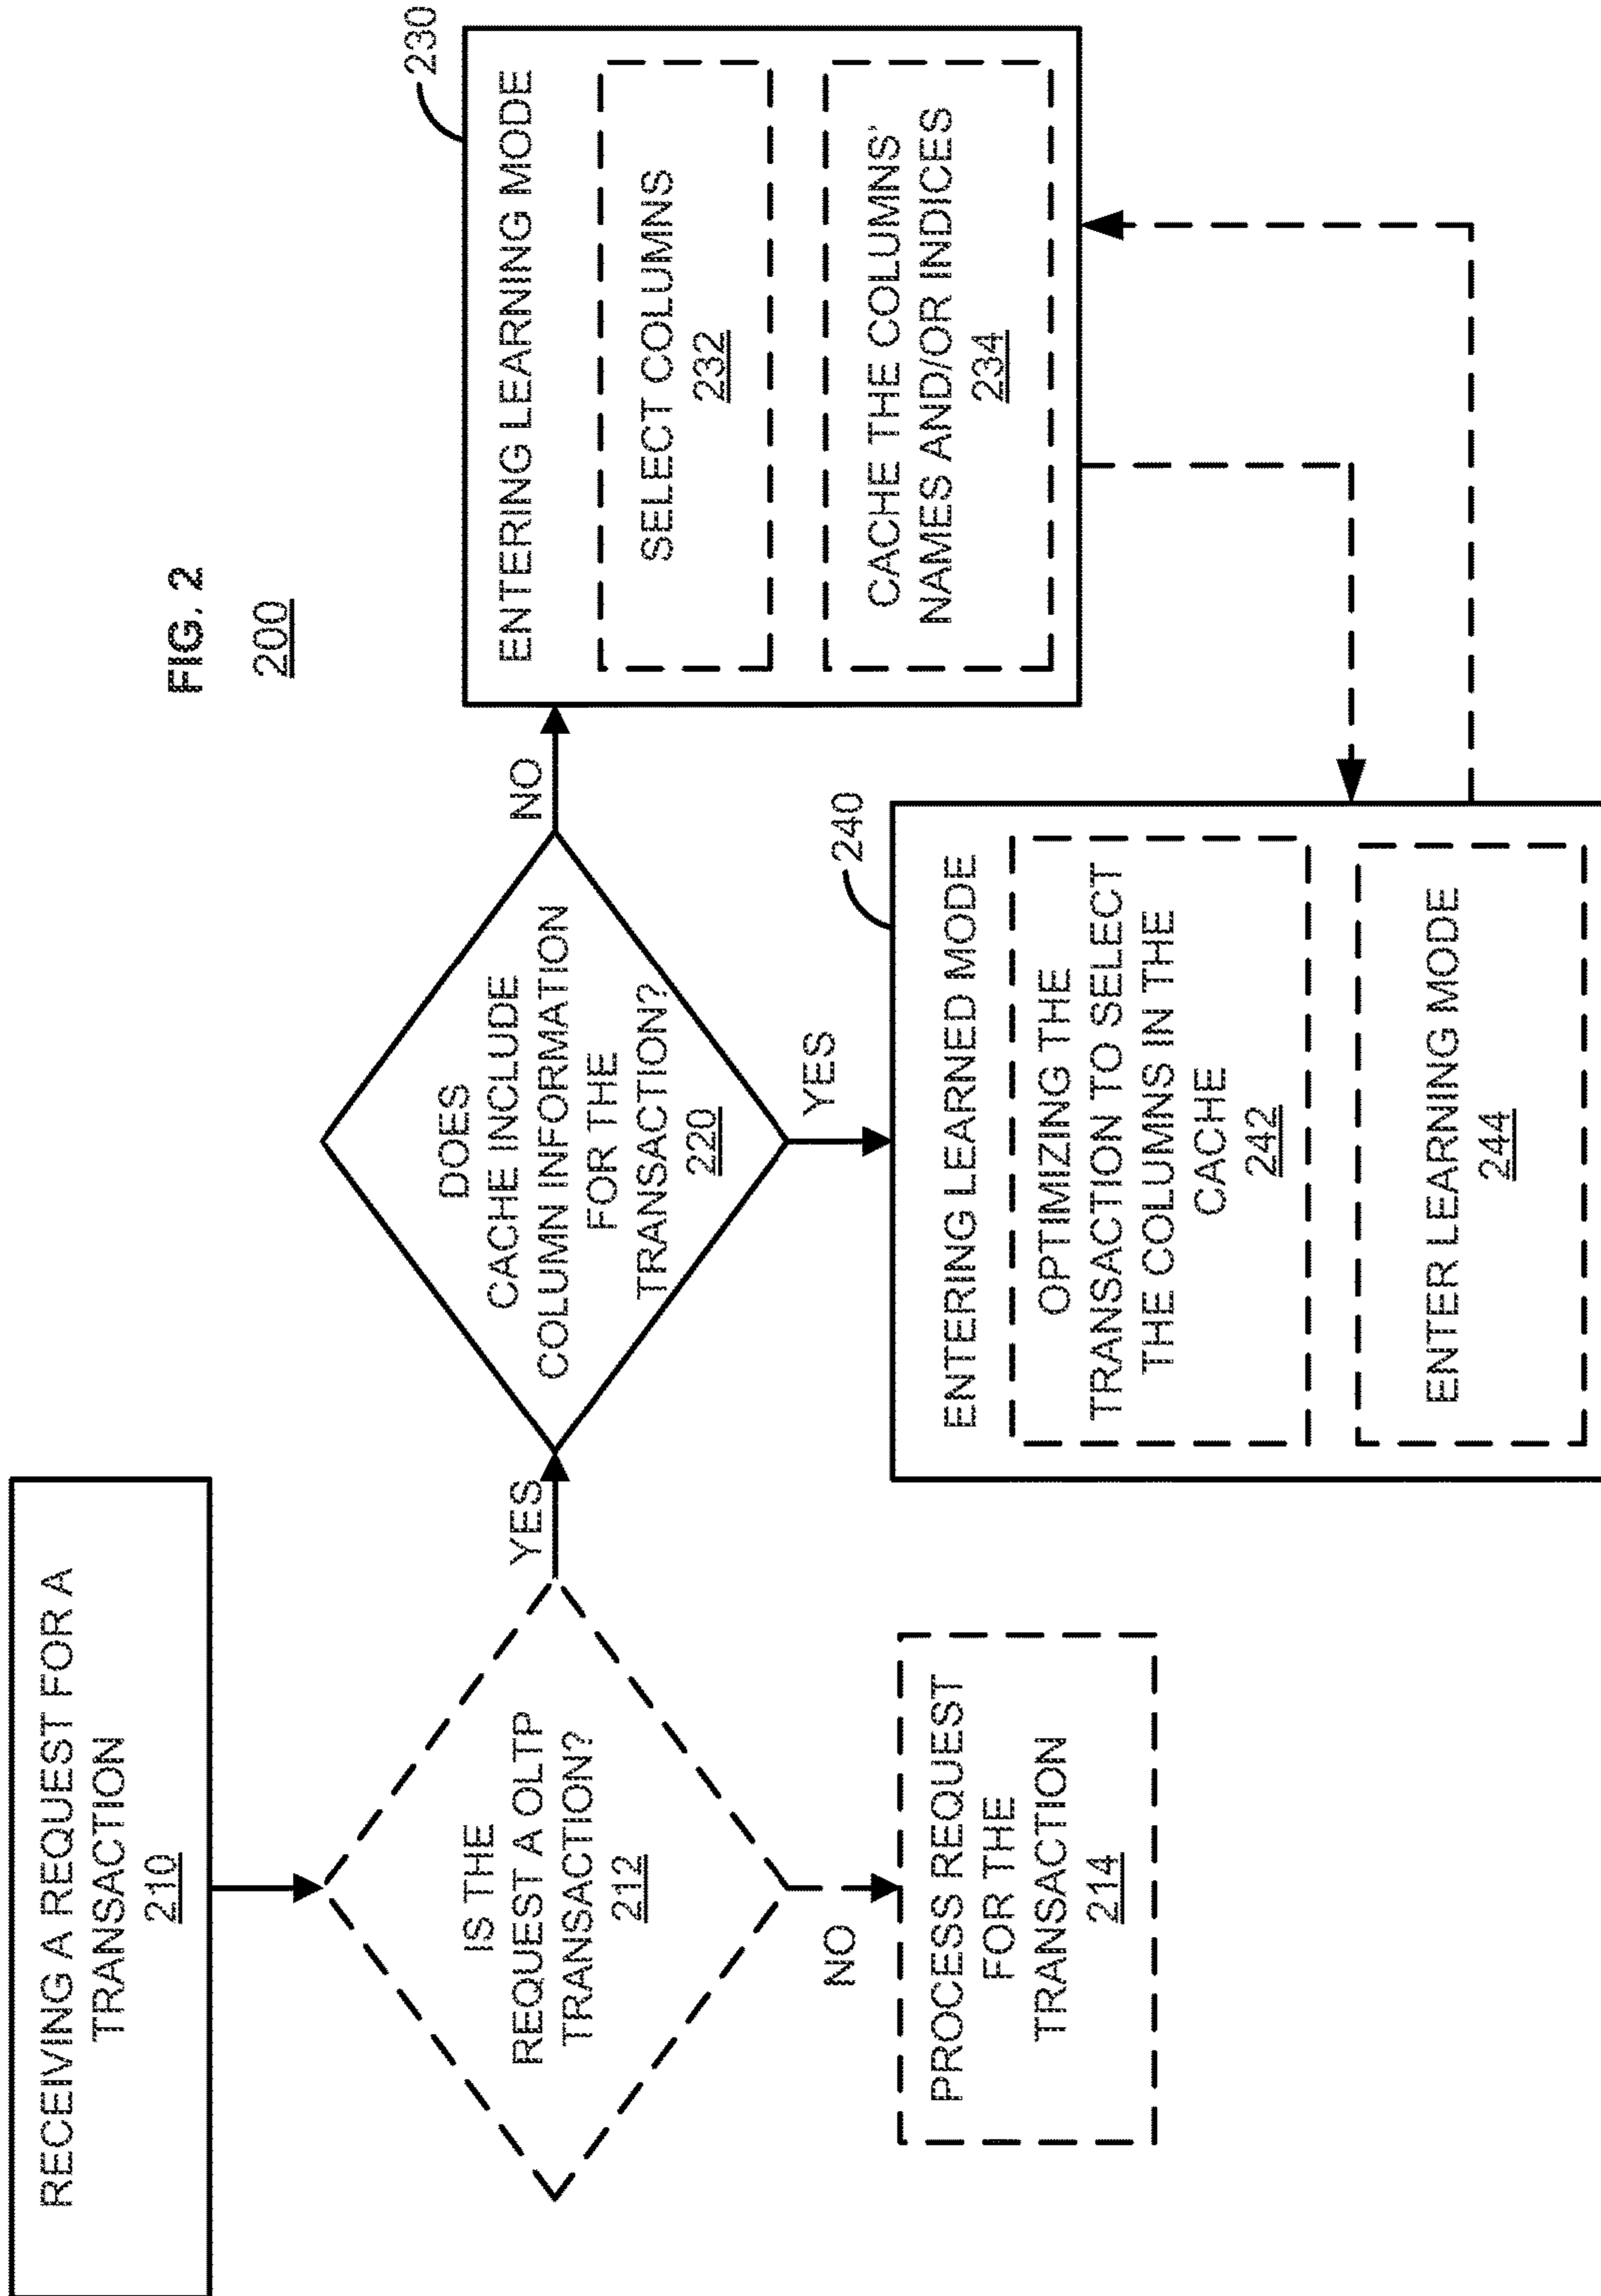 FIG. 2
200
RECEIVING A REQUEST FOR A
TRANSACTION
210
IS THE
REQUEST A OLTP
TRANSACTION?
212
YES
NO
PROCESS REQUEST
FOR THE
TRANSACTION
214
DOES
CACHE INCLUDE
COLUMN INFORMATION
FOR THE
TRANSACTION?
220
NO
YES
230
ENTERING LEARNING MODE
SELECT COLUMNS
232
CACHE THE COLUMNS'
NAMES AND/OR INDICES
234
240
ENTERING LEARNED MODE
OPTIMIZING THE
TRANSACTION TO SELECT
THE COLUMNS IN THE
CACHE
242
ENTER LEARNING MODE
244